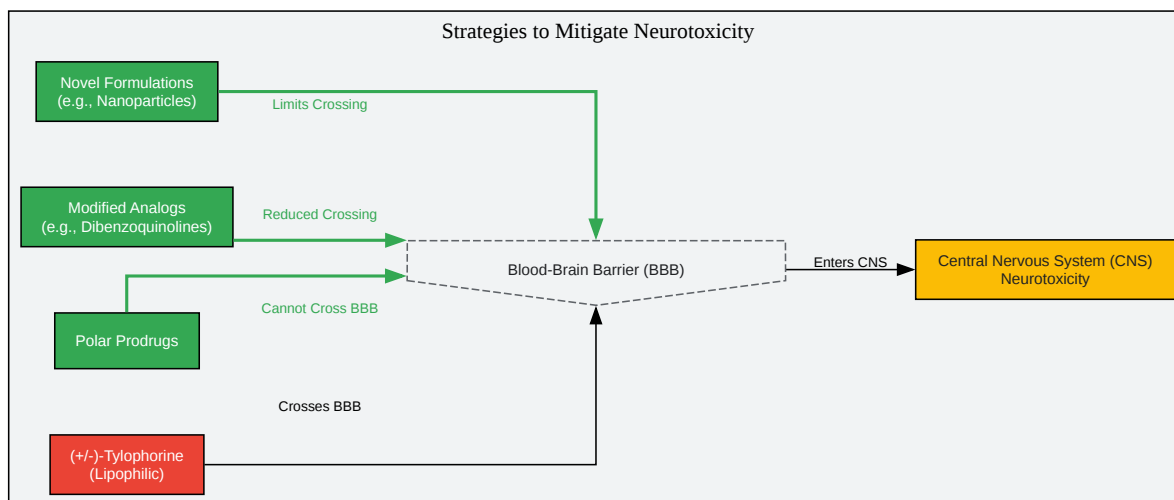 Strategies to Mitigate Neurotoxicity
Novel Formulations
(e.g., Nanoparticles)
Limits Crossing
Modified Analogs
(e.g., Dibenzoquinolines)
Reduced Crossing
Blood-Brain Barrier (BBB)
Enters CNS
Central Nervous System (CNS)
Neurotoxicity
Cannot Cross BBB
Polar Prodrugs
Crosses BBB
(+/-)-Tylophorine
(Lipophilic)